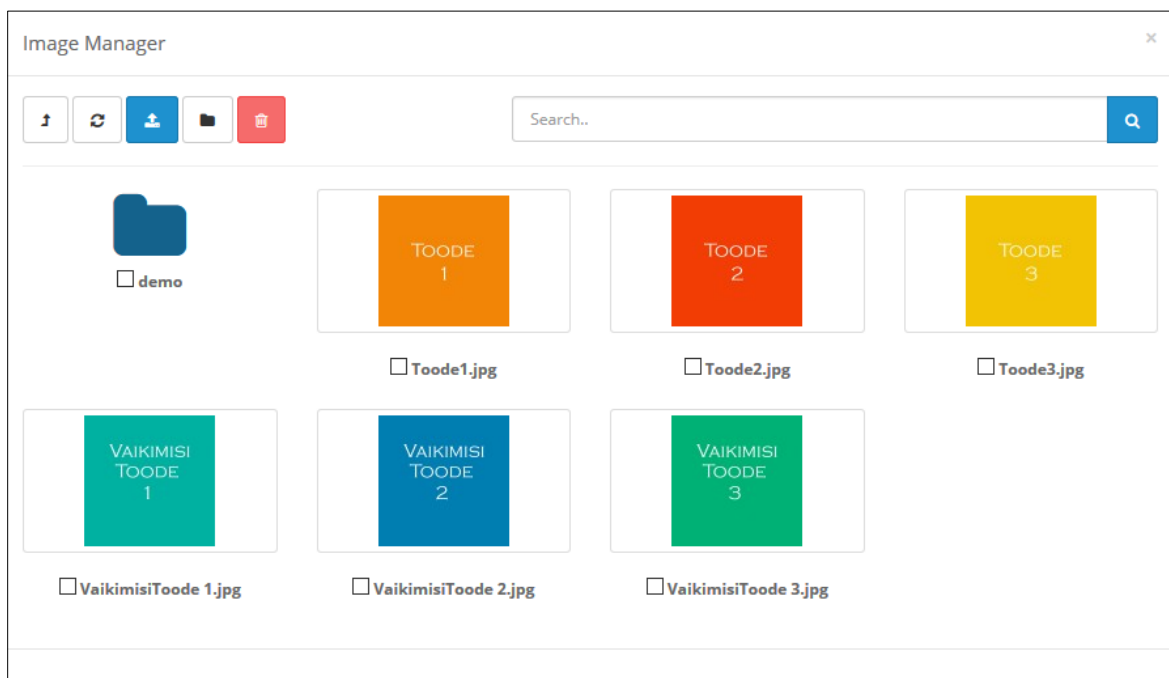 Image Manager
×
Search..
TOODE
1
TOODE
2
TOODE
3
demo
Toode1.jpg
Toode2.jpg
Toode3.jpg
VAIKIMISI
TOODE
1
VAIKIMISI
TOODE
2
VAIKIMISI
TOODE
3
VaikimisiToode 1.jpg
VaikimisiToode 2.jpg
VaikimisiToode 3.jpg